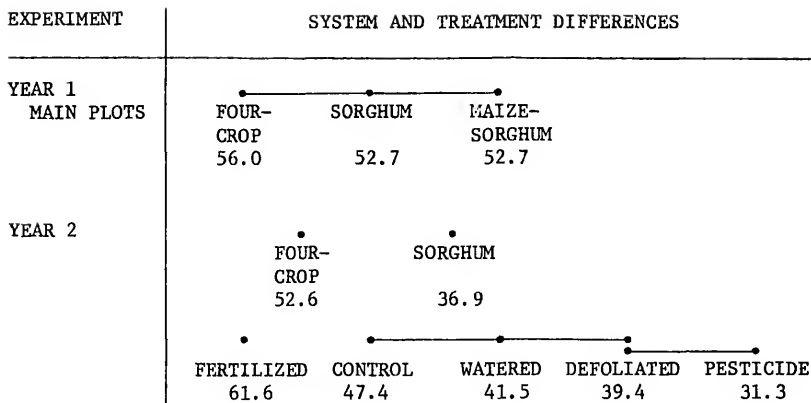 EXPERIMENT SYSTEM AND TREATMENT DIFFERENCES
YEAR 1
MAIN PLOTS FOUR- SORGHUM MAIZE-
CROP SORGHUM
56.0 52.7 52.7
YEAR 2
FOUR- SORGHUM
CROP
52.6 36.9
FERTILIZED CONTROL WATERED DEFOLIATED PESTICIDE
61.6 47.4 41.5 39.4 31.3